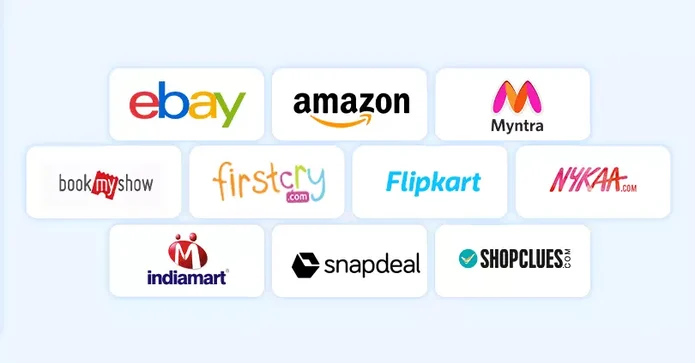 ebay
amazon
Myntra
bookmyshow
firstcry
.com
Flipkart
NYKAA.COM
indiamart®
snapdeal
SHOPCLUES.COM